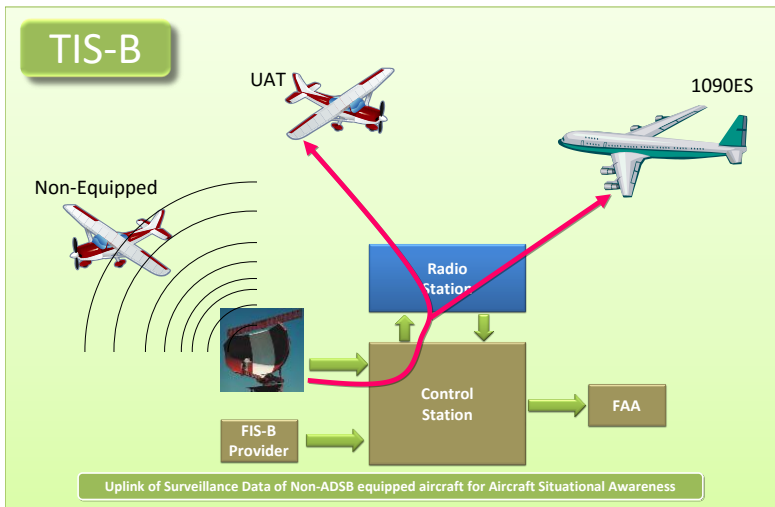 TIS-B
UAT
1090ES
Non-Equipped
Radio
Station
Control
Station
FAA
FIS-B
Provider
Uplink of Surveillance Data of Non-ADSB equipped aircraft for Aircraft Situational Awareness